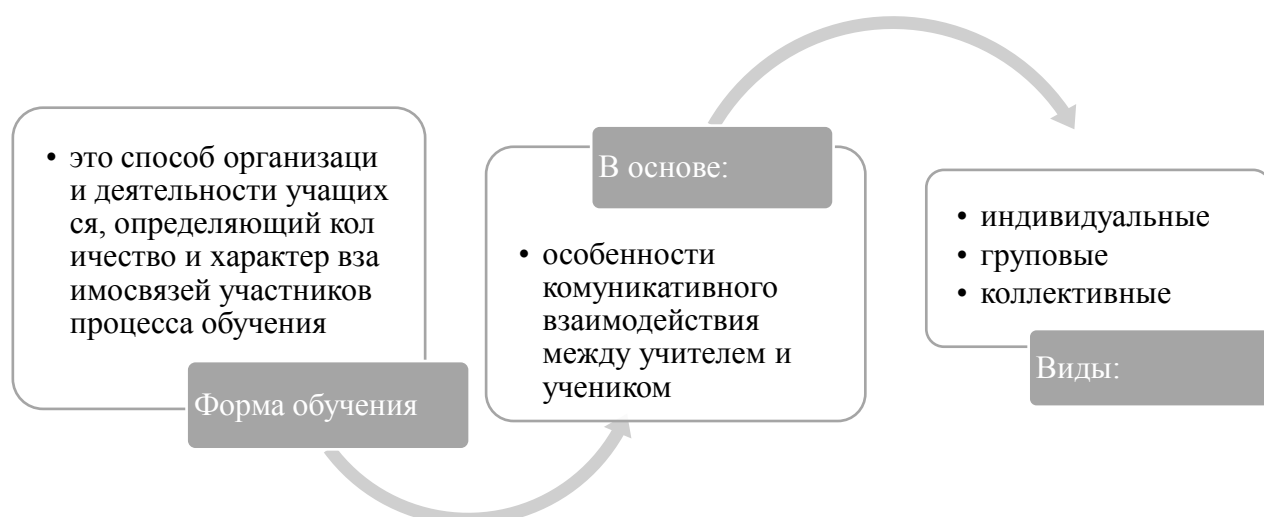 • это способ организаци
и деятельности учащих
ся, определяющий кол
ичество и характер вза
имосвязей участников
процесса обучения
Форма обучения
В основе:
• особенности
комуникативного
взаимодействия
между учителем и
учеником
• индивидуальные
• груповые
• коллективные
Виды: